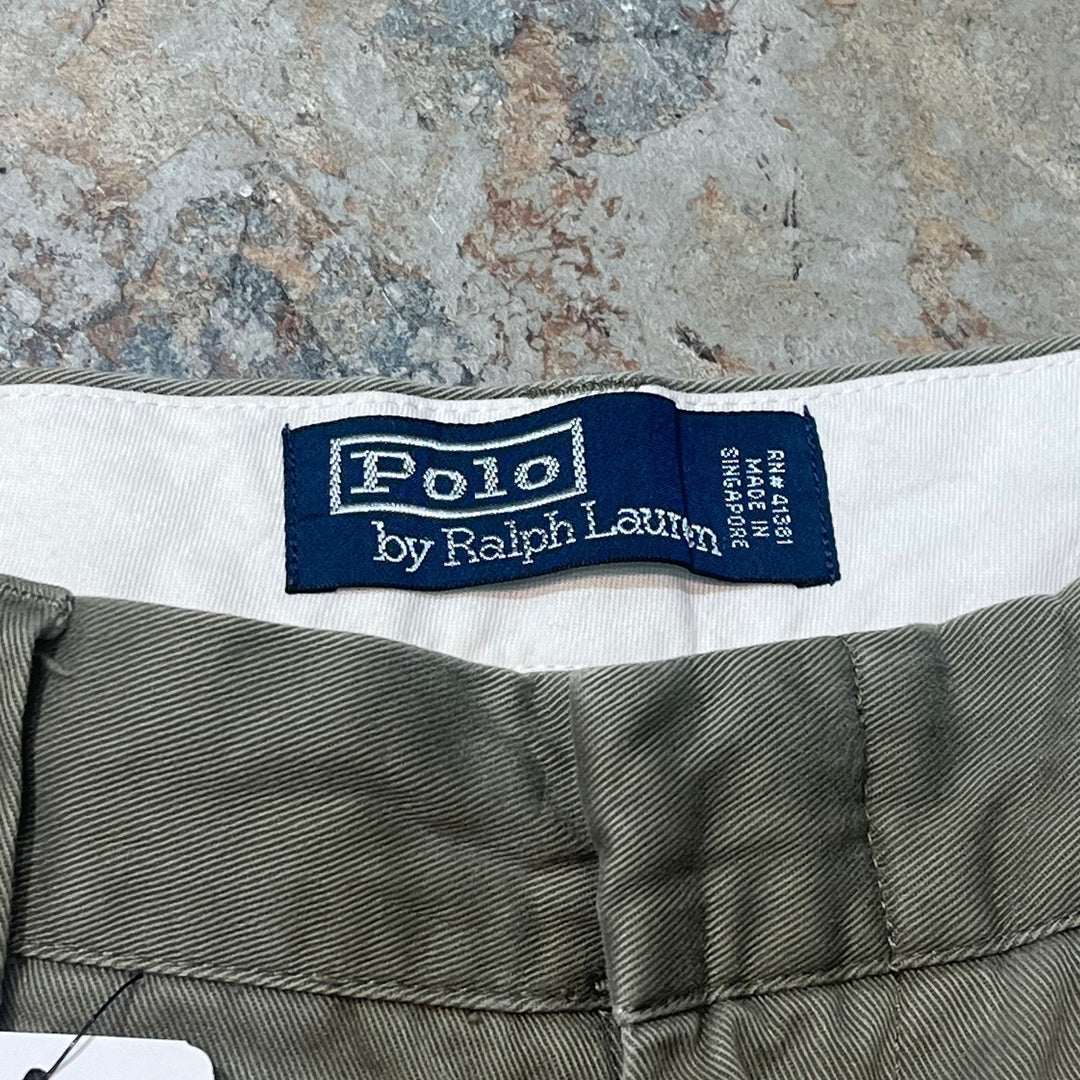 Polo
by Ralph Lauren
RN# 41381
MADE IN
SINGAPORE